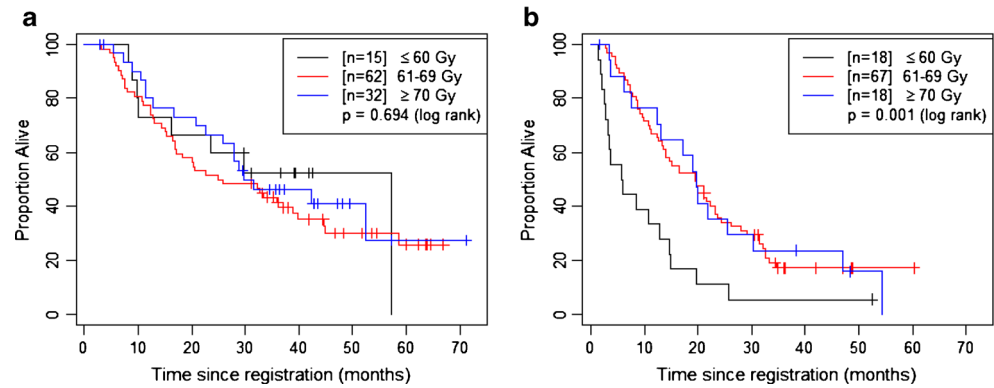 a
[n=15] ≤ 60 Gy
[n=62] 61-69 Gy
[n=32] ≥ 70 Gy
p = 0.694 (log rank)
100
80
60
40
20
0
Proportion Alive
0 10 20 30 40 50 60 70
Time since registration (months)
b
[n=18] ≤ 60 Gy
[n=67] 61-69 Gy
[n=18] ≥ 70 Gy
p = 0.001 (log rank)
100
80
60
40
20
0
Proportion Alive
0 10 20 30 40 50 60 70
Time since registration (months)